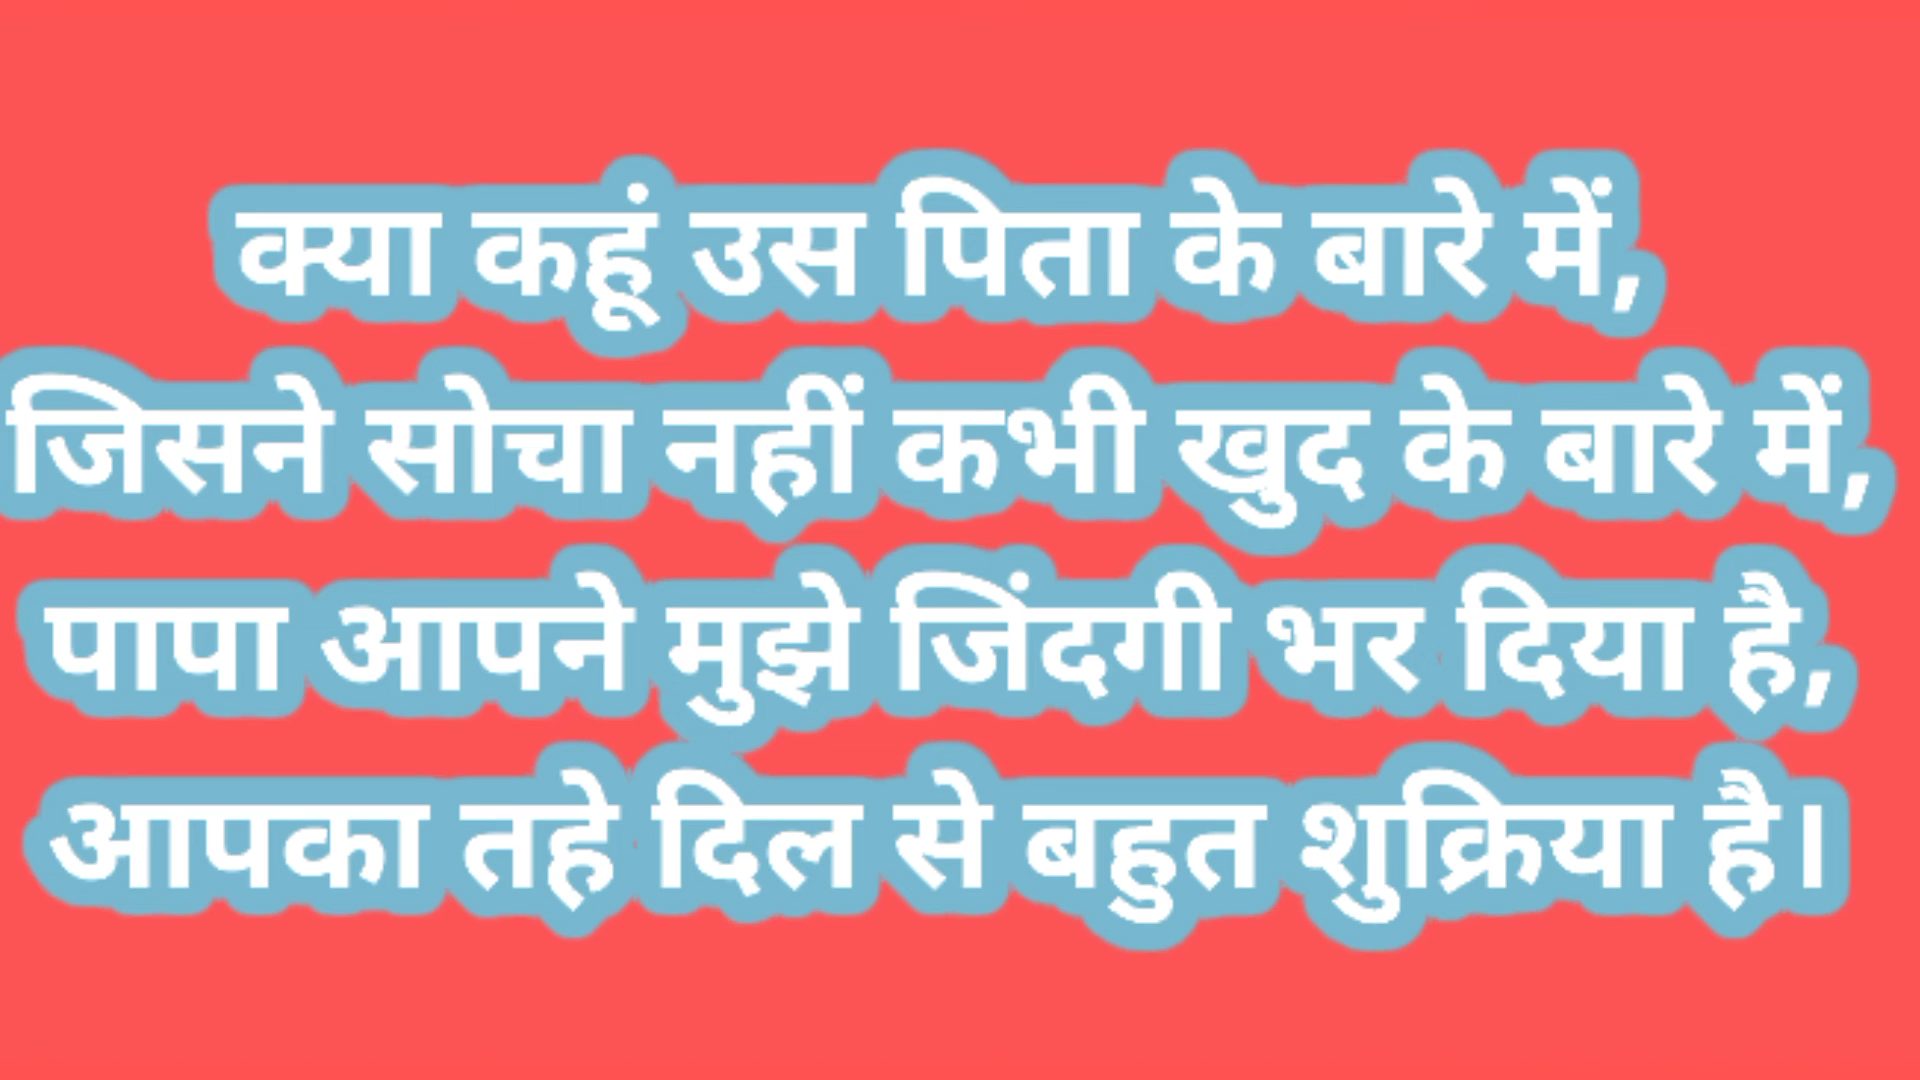 क्या कहूं उस पिता के बारे में,
जिसने सोचा नहीं कभी खुद के बारे में,
पापा आपने मुझे जिंदगी भर दिया है,
आपका तहे दिल से बहुत शुक्रिया है।